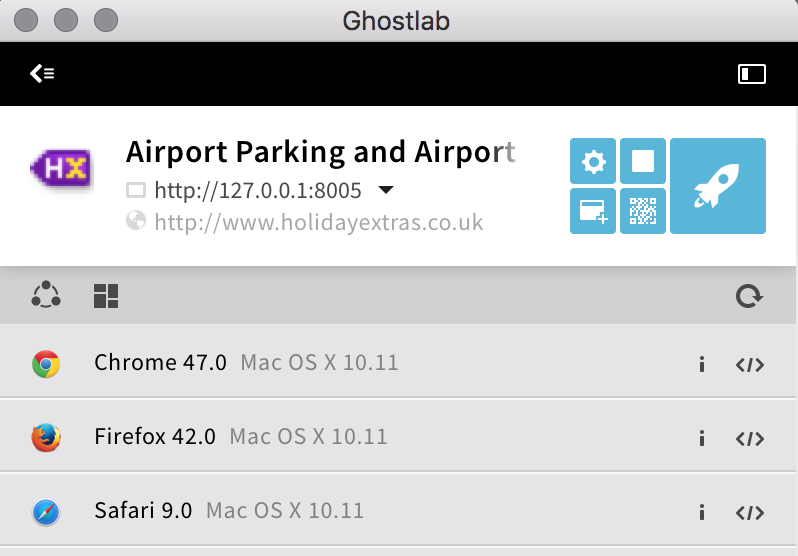 Ghostlab
HX
Airport Parking and Airport
http://127.0.0.1:8005
http://www.holidayextras.co.uk
Chrome 47.0 Mac OS X 10.11
Firefox 42.0 Mac OS X 10.11
Safari 9.0 Mac OS X 10.11